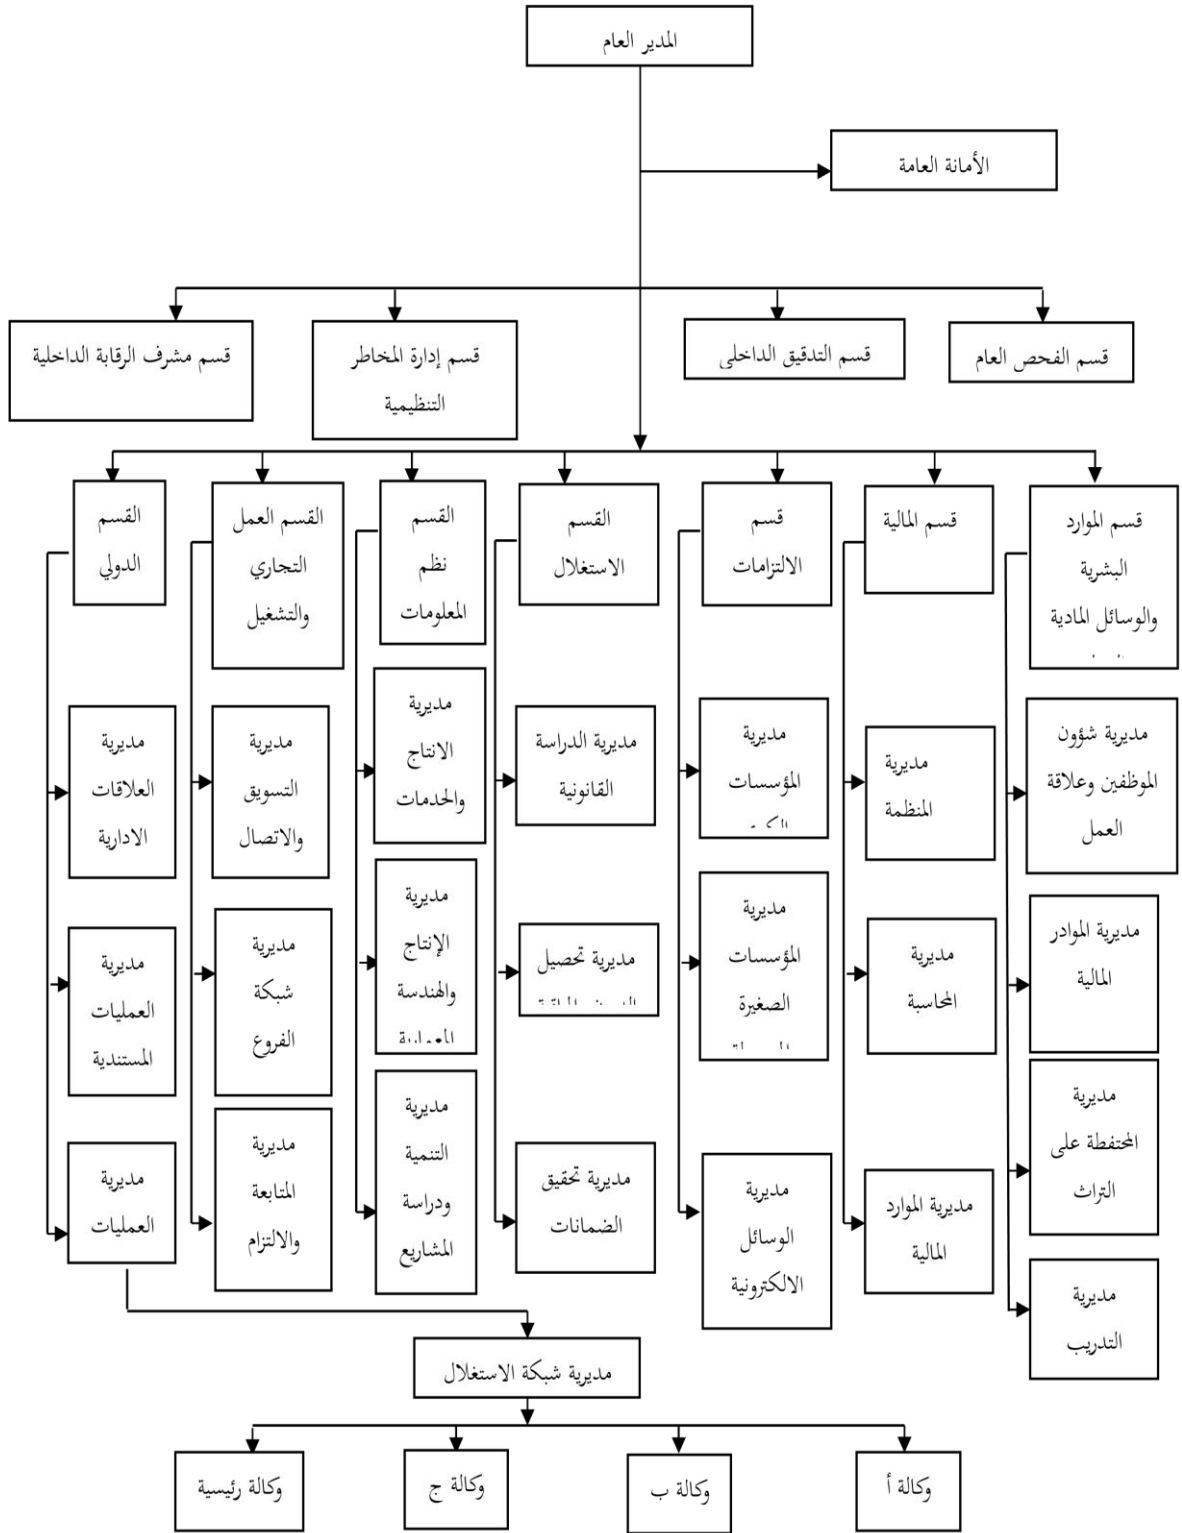 المدير العام
الأمانة العامة
قسم الفحص العام
قسم التدقيق الداخلي
قسم إدارة المخاطر
التنظيمية
قسم مشرف الرقابة الداخلية
قسم الموارد
البشرية
والوسائل المادية
قسم المالية
قسم
الالتزامات
القسم
الاستغلال
القسم
نظم
المعلومات
القسم العمل
التجاري
والتشغيل
القسم
الدولي
مديرية شؤون
الموظفين وعلاقة
العمل
مديرية الموادر
المالية
مديرية
المحتفطة على
التراث
مديرية
التدريب
مديرية
المنظمة
مديرية
المحاسبة
مديرية الموارد
المالية
مديرية
المؤسسات
مديرية
المؤسسات
الصغيرة
مديرية
الوسائل
الالكترونية
مديرية الدراسة
القانونية
مديرية تحصيل
مديرية تحقيق
الضمانات
مديرية
الانتاج
والخدمات
مديرية
الإنتاج
والهندسة
المعمارية
مديرية
التنمية
ودراسة
المشاريع
مديرية
التسويق
والاتصال
مديرية
شبكة
الفروع
مديرية
المتابعة
والالتزام
مديرية
العلاقات
الادارية
مديرية
العمليات
المستندية
مديرية
العمليات
مديرية شبكة الاستغلال
وكالة أ
وكالة ب
وكالة ج
وكالة رئيسية